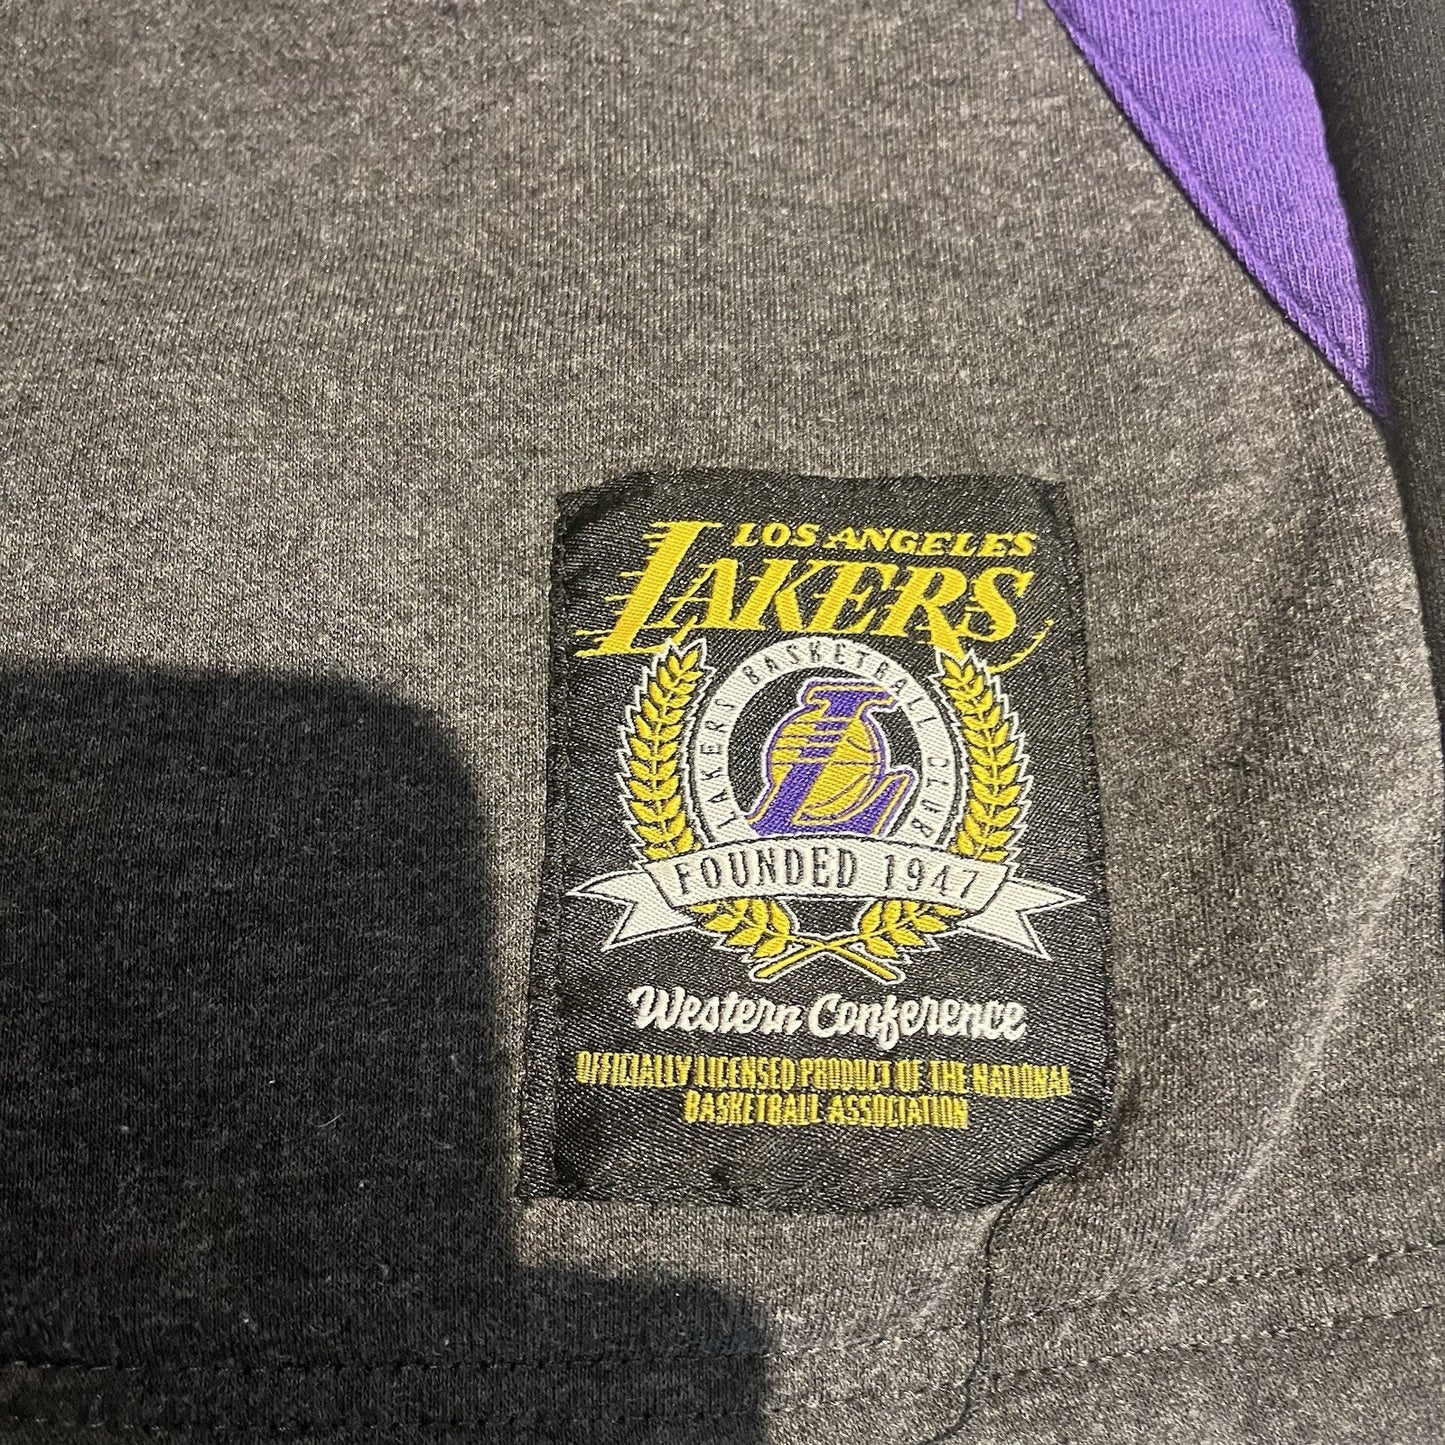 LOS ANGELES
LAKERS
LAKERS BASKETBALL CLUB
L
FOUNDED 1947
Western Conference
OFFICIALLY LICENSED PRODUCT OF THE NATIONAL
BASKETBALL ASSOCIATION